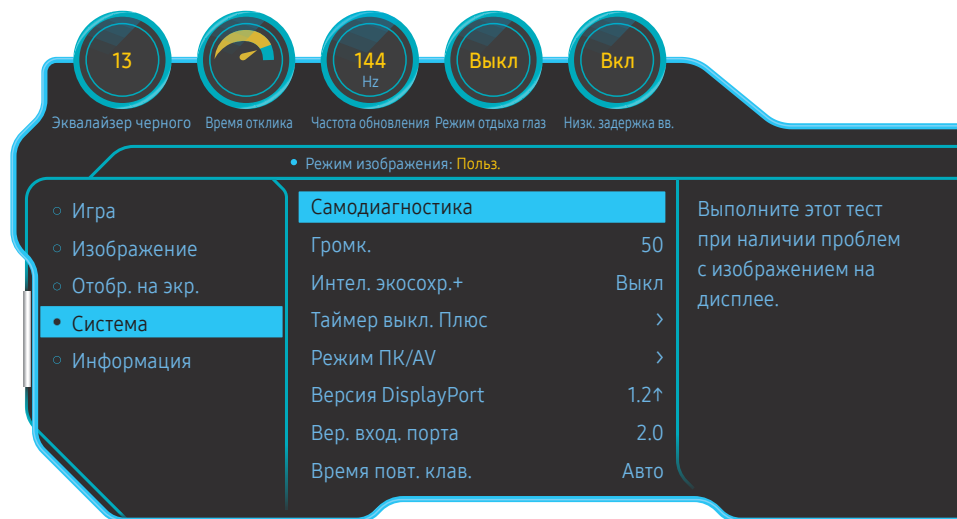 13
144
Hz
Выкл
Вкл
Эквалайзер черного
Время отклика
Частота обновления
Режим отдыха глаз
Низк. задержка вв.
Режим изображения: Польз.
Игра
Изображение
Отобр. на экр.
Система
Информация
Самодиагностика
Громк. 50
Интел. экосохр.+ Выкл
Таймер выкл. Плюс >
Режим ПК/AV >
Версия DisplayPort 1.2↑
Вер. вход. порта 2.0
Время повт. клав. Авто
Выполните этот тест
при наличии проблем
с изображением на
дисплее.